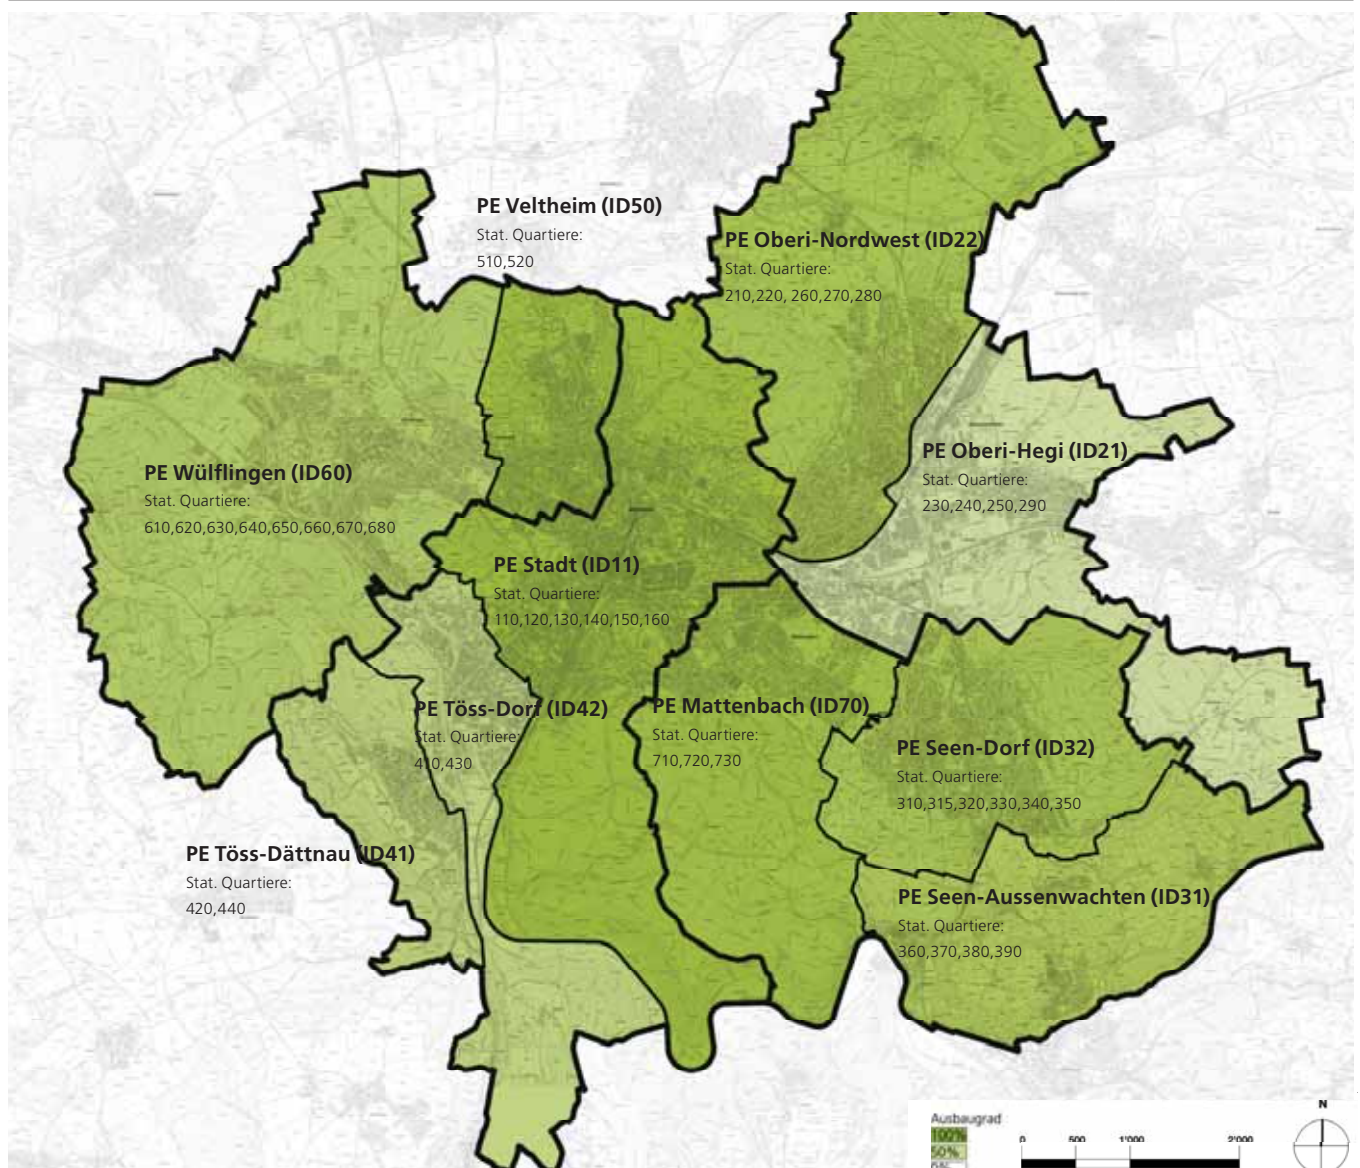 PE Veltheim (ID50)
Stat. Quartiere:
510,520
PE Oberi-Nordwest (ID22)
Stat. Quartiere:
210,220, 260,270,280
PE Oberi-Hegi (ID21)
Stat. Quartiere:
230,240,250,290
PE Wülflingen (ID60)
Stat. Quartiere:
610,620,630,640,650,660,670,680
PE Stadt (ID11)
Stat. Quartiere:
110,120,130,140,150,160
PE Töss-Dorf (ID42)
Stat. Quartiere:
410,430
PE Mattenbach (ID70)
Stat. Quartiere:
710,720,730
PE Seen-Dorf (ID32)
Stat. Quartiere:
310,315,320,330,340,350
PE Töss-Dättnau (ID41)
Stat. Quartiere:
420,440
PE Seen-Aussenwachten (ID31)
Stat. Quartiere:
360,370,380,390
Ausbaugrad
100%
50%
0%
0 500 1'000 2'000
N